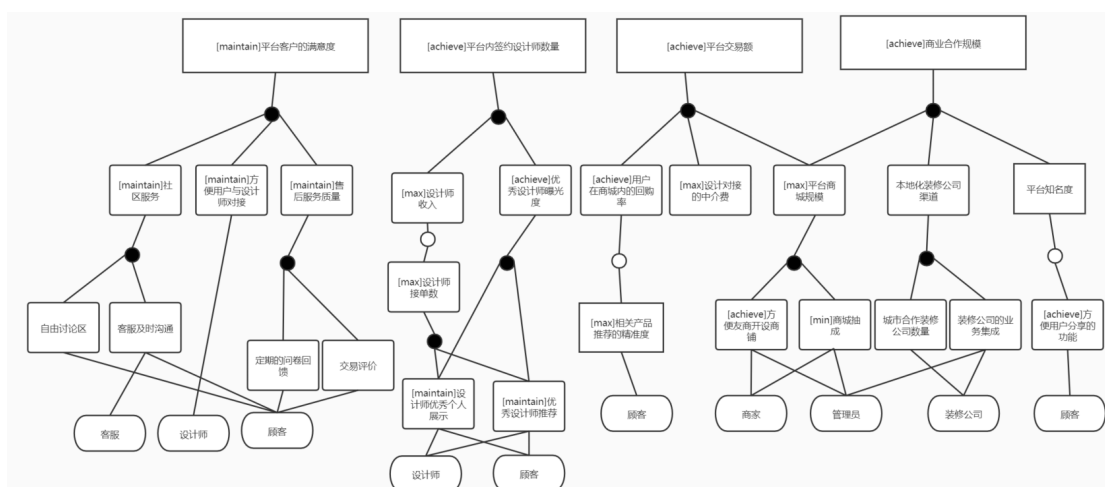 [maintain]平台客户的满意度
[achieve]平台内签约设计师数量
[achieve]平台交易额
[achieve]商业合作规模
[maintain]社
区服务
[maintain]方
便用户与设计
师对接
[maintain]售
后服务质量
[max]设计师
收入
[achieve]优
秀设计师曝光
度
[achieve]用户
在商城内的回购
率
[max]设计对接
的中介费
[max]平台商
城规模
本地化装修公司
渠道
平台知名度
[max]设计师
接单数
自由讨论区
客服及时沟通
定期的问卷回
馈
交易评价
[max]相关产品
推荐的精准度
[achieve]方
便友商开设商
铺
[min]商城抽
成
城市合作装修
公司数量
装修公司的业
务集成
[achieve]方
便用户分享的
功能
[maintain]设
计师优秀个人
展示
[maintain]优
秀设计师推荐
客服
设计师
顾客
顾客
商家
管理员
装修公司
顾客
设计师
顾客